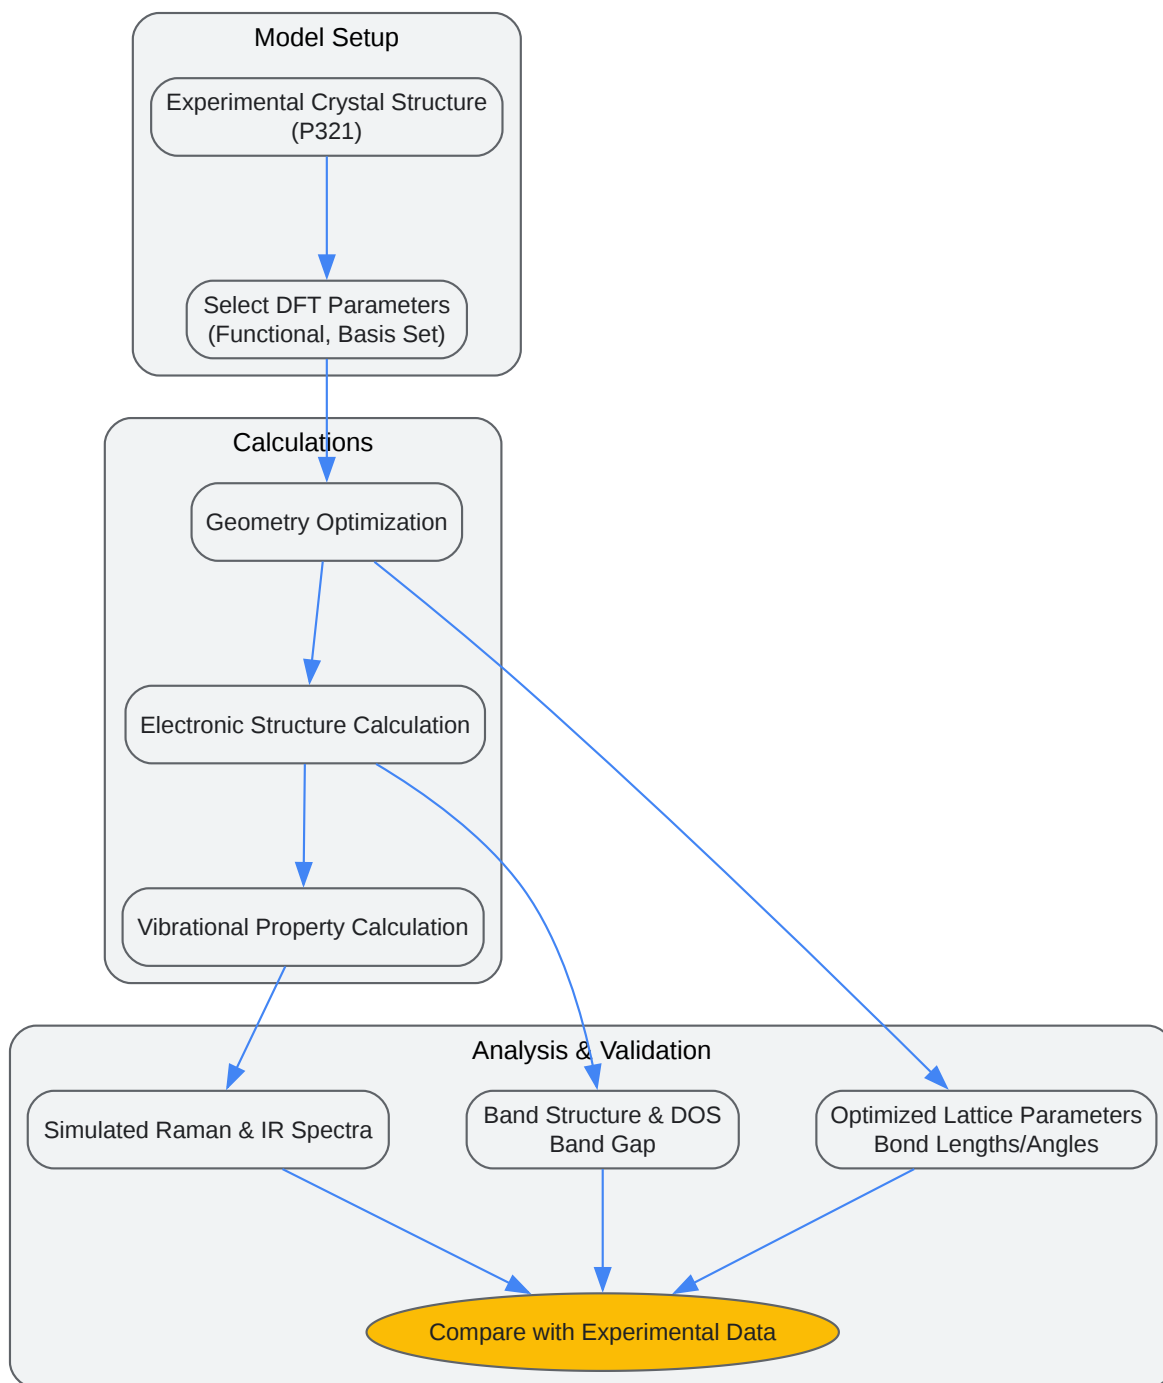 Model Setup
Experimental Crystal Structure
(P321)
Select DFT Parameters
(Functional, Basis Set)
Calculations
Geometry Optimization
Electronic Structure Calculation
Vibrational Property Calculation
Analysis & Validation
Simulated Raman & IR Spectra
Band Structure & DOS
Band Gap
Optimized Lattice Parameters
Bond Lengths/Angles
Compare with Experimental Data